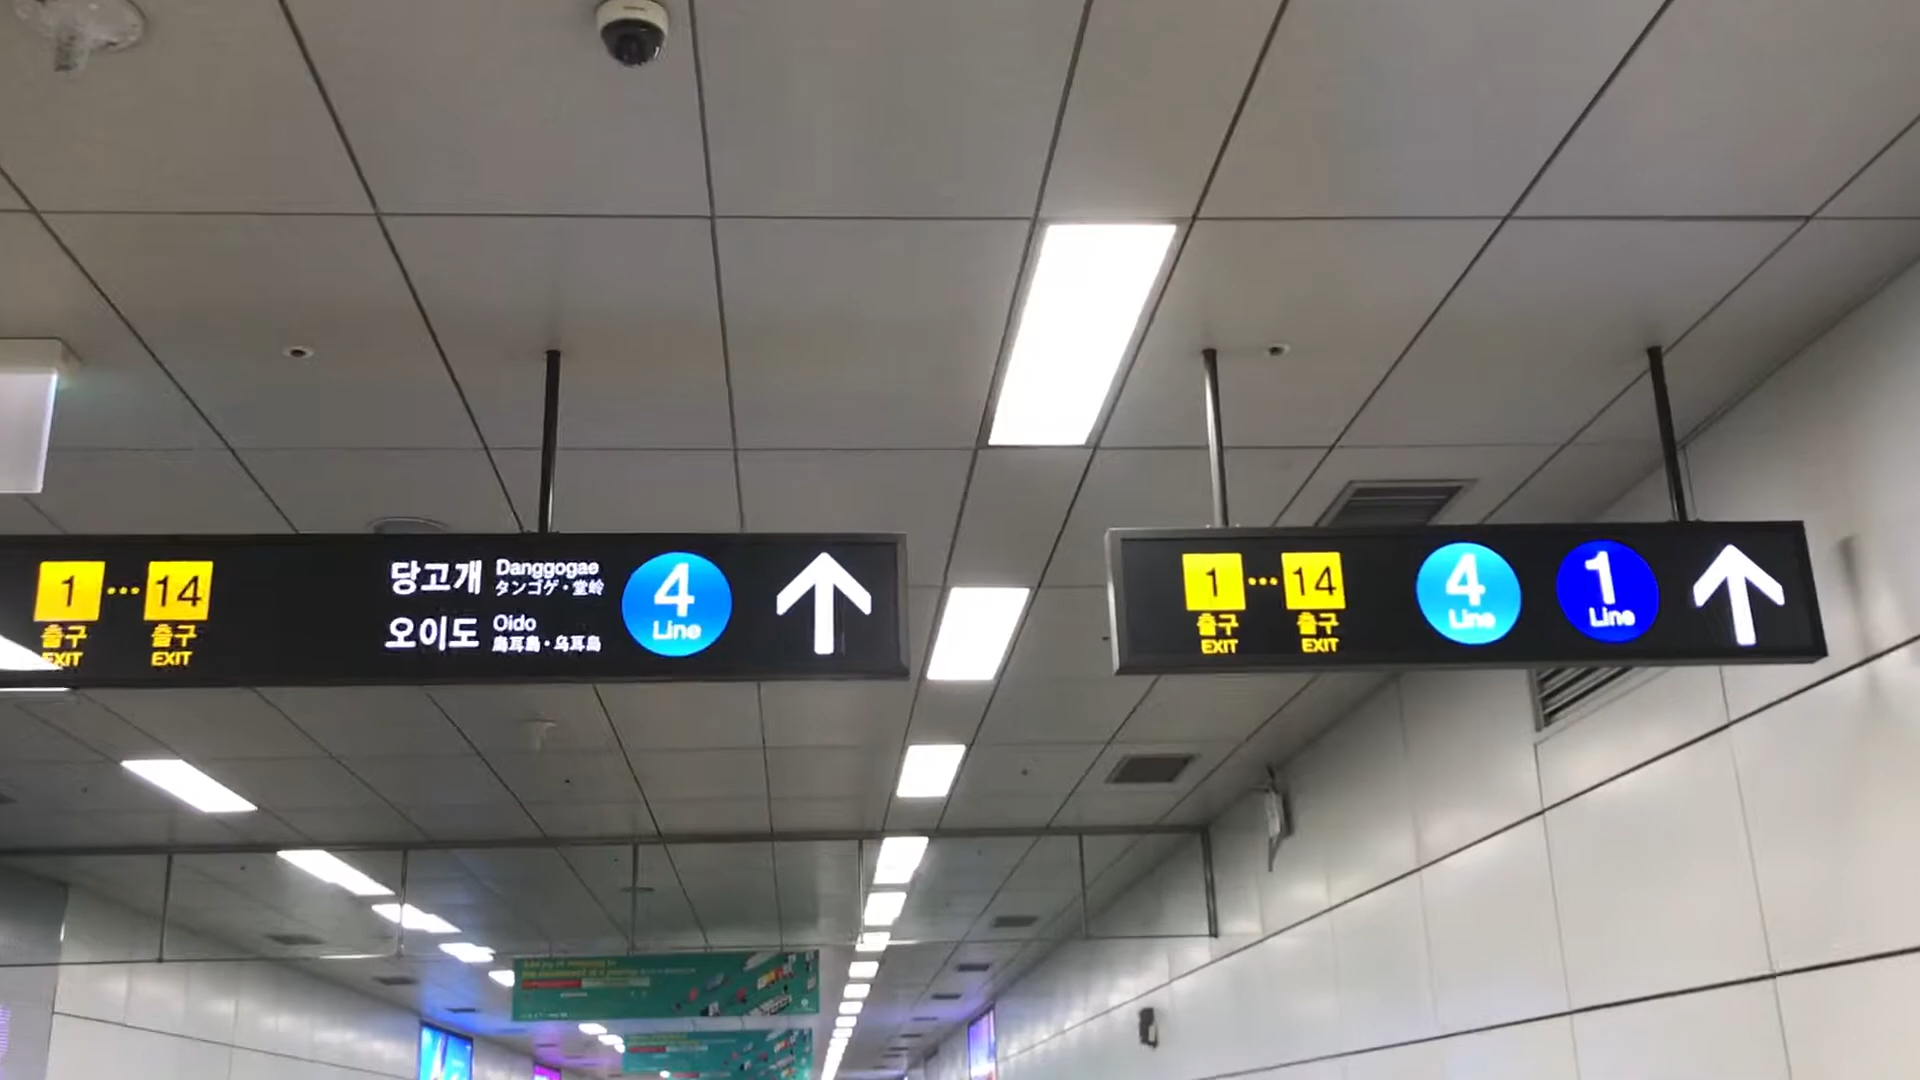 1 ··· 14
출구 출구
EXIT EXIT
당고개 Danggogae
タンゴゲ・堂岭
오이도 Oido
烏耳島・乌耳島
4
Line
1 ··· 14
출구 출구
EXIT EXIT
4
Line
1
Line